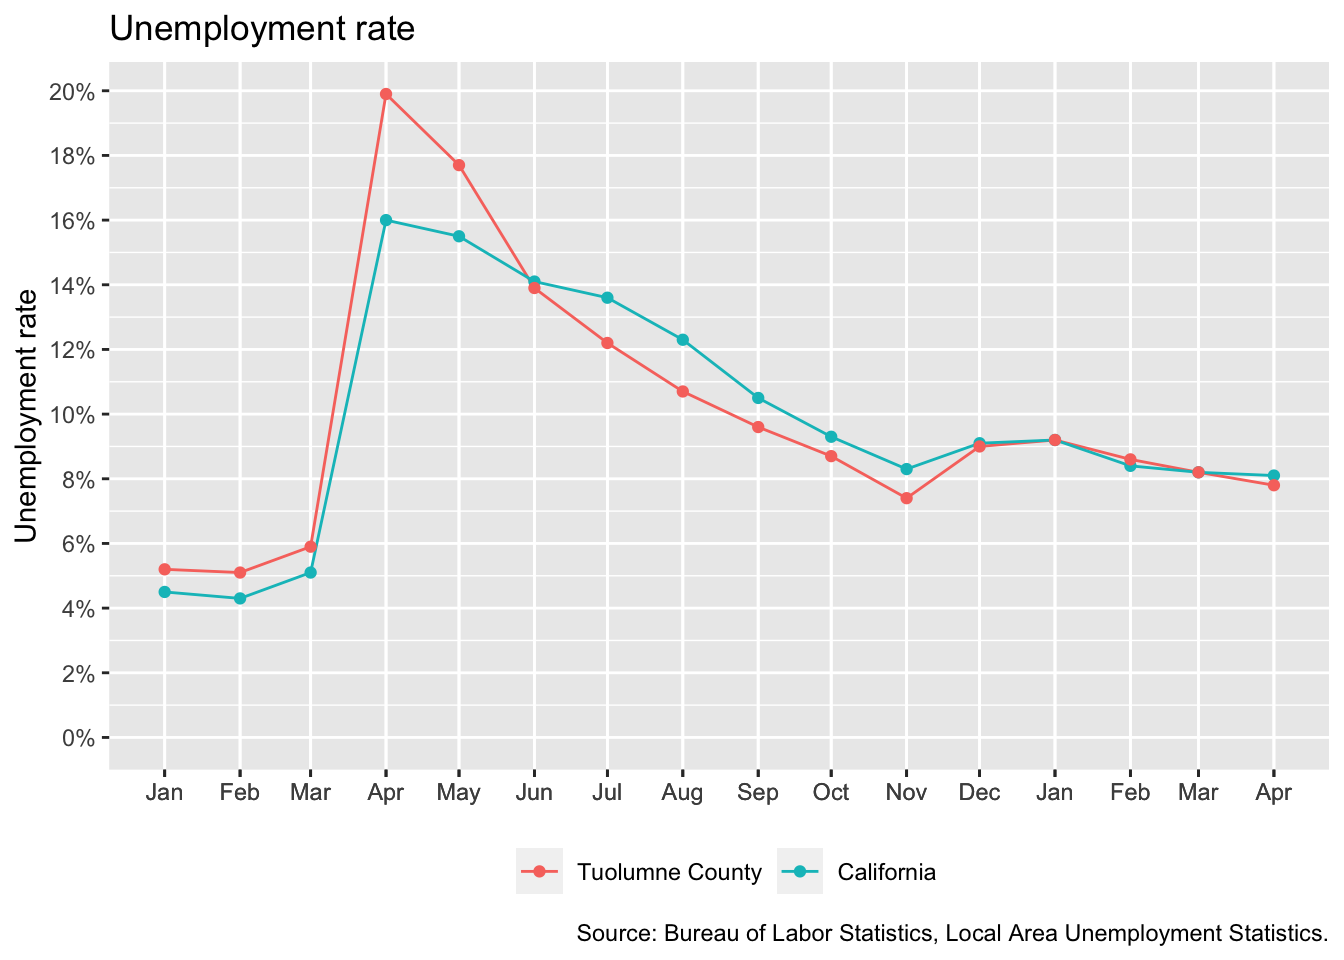 Unemployment rate
Unemployment rate
20%
18%
16%
14%
12%
10%
8%
6%
4%
2%
0%
Jan Feb Mar Apr May Jun Jul Aug Sep Oct Nov Dec Jan Feb Mar Apr
Tuolumne County California
Source: Bureau of Labor Statistics, Local Area Unemployment Statistics.